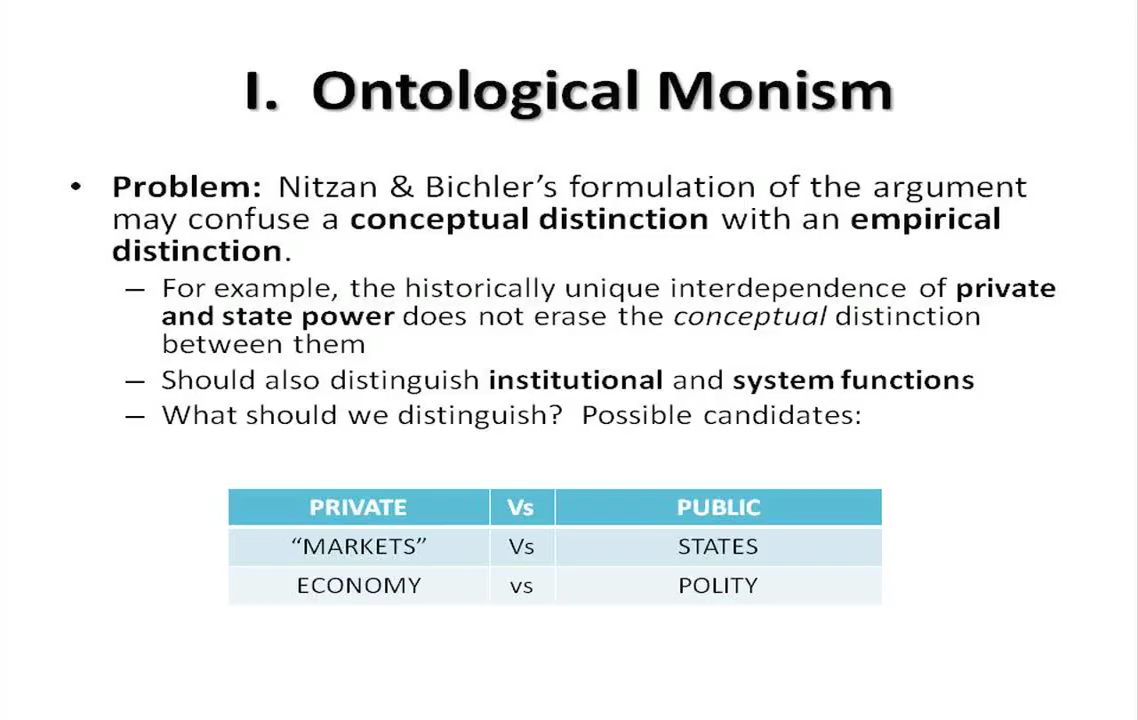 I. Ontological Monism
• Problem: Nitzan & Bichler’s formulation of the argument
may confuse a conceptual distinction with an empirical
distinction.
– For example, the historically unique interdependence of private
and state power does not erase the conceptual distinction
between them
– Should also distinguish institutional and system functions
– What should we distinguish? Possible candidates:
PRIVATE Vs PUBLIC
“MARKETS” Vs STATES
ECONOMY vs POLITY